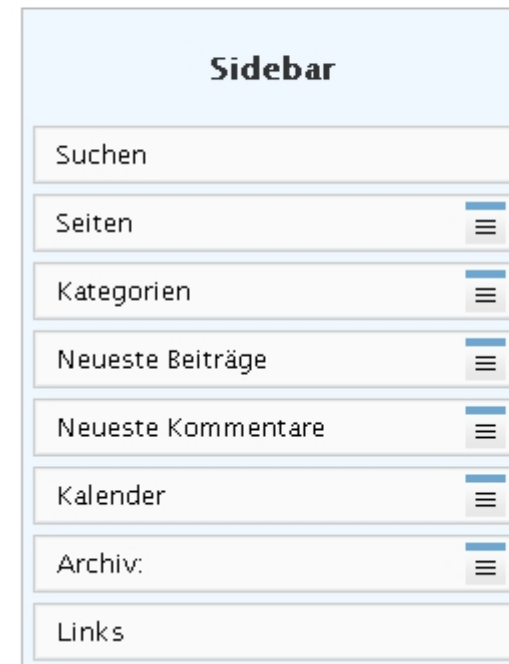 Sidebar
Suchen
Seiten
Kategorien
Neueste Beiträge
Neueste Kommentare
Kalender
Archiv:
Links